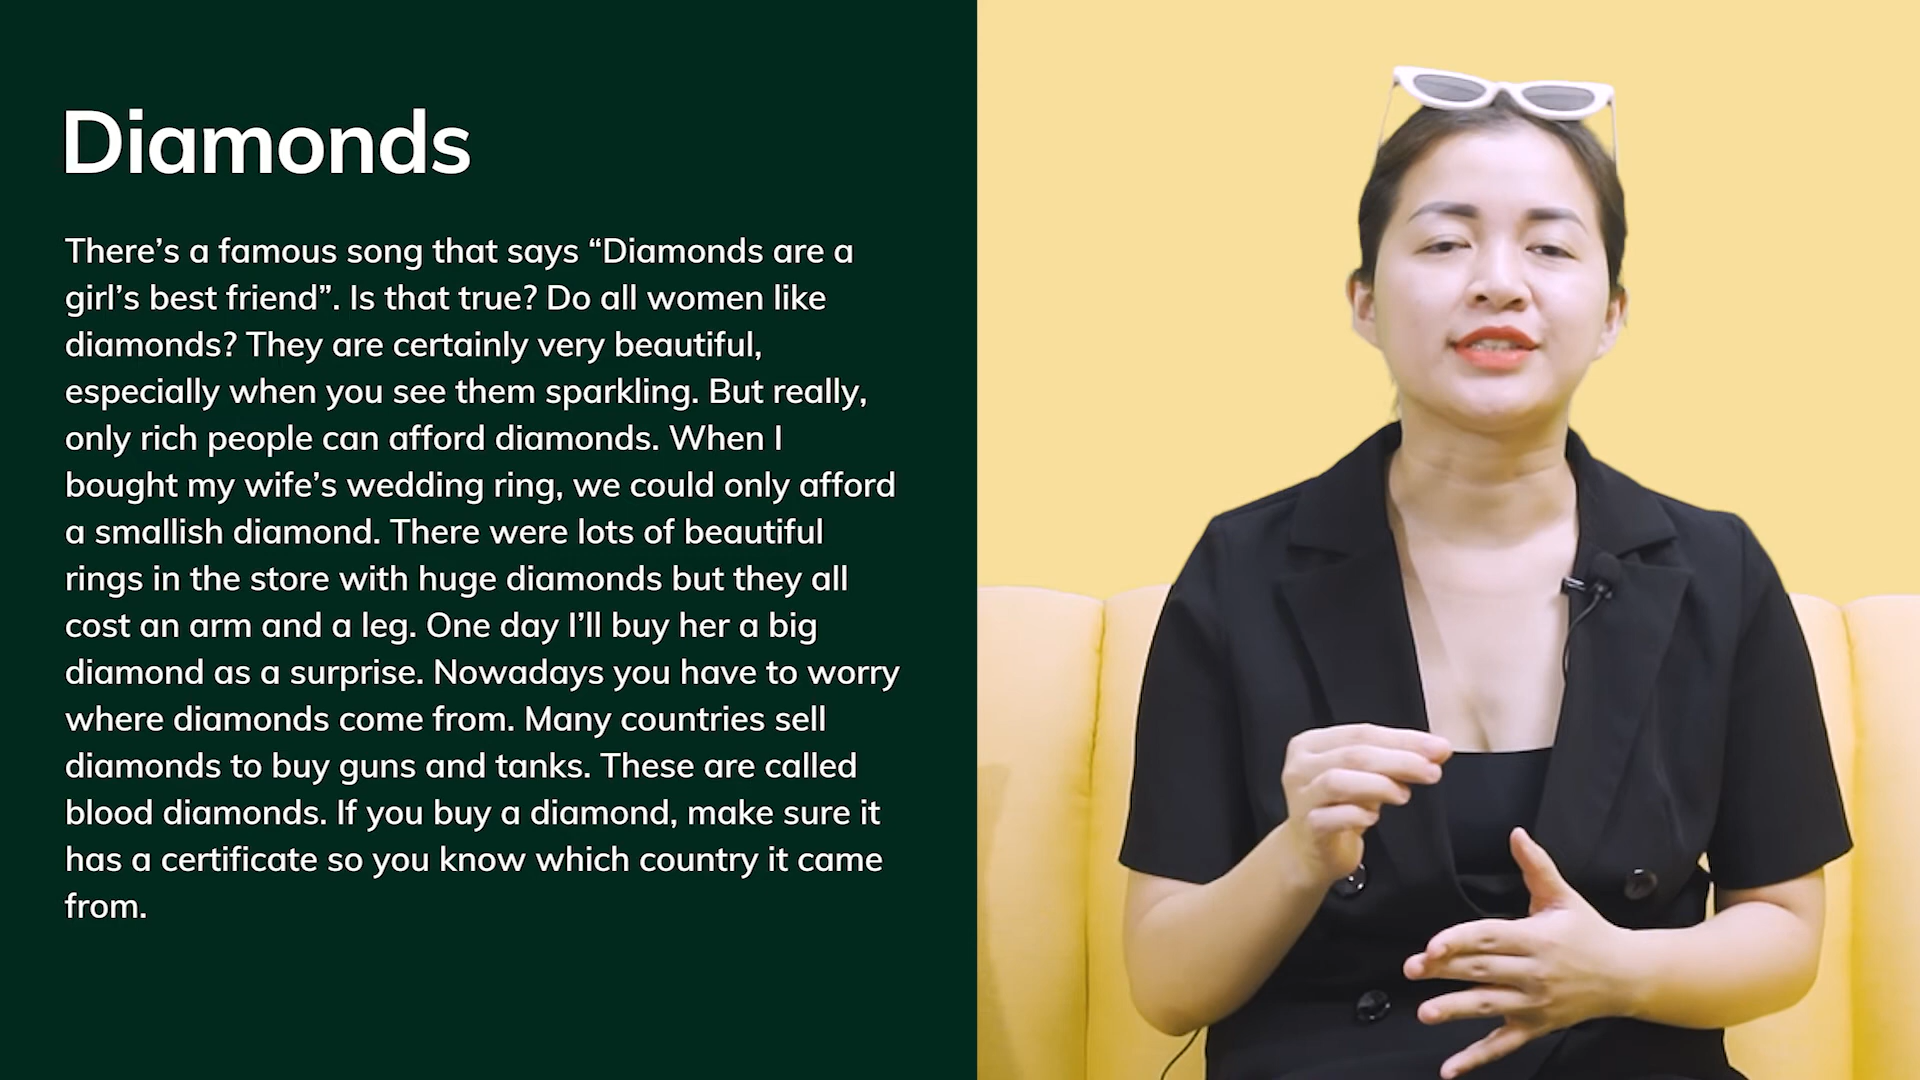 Diamonds
There’s a famous song that says “Diamonds are a
girl’s best friend”. Is that true? Do all women like
diamonds? They are certainly very beautiful,
especially when you see them sparkling. But really,
only rich people can afford diamonds. When I
bought my wife’s wedding ring, we could only afford
a smallish diamond. There were lots of beautiful
rings in the store with huge diamonds but they all
cost an arm and a leg. One day I’ll buy her a big
diamond as a surprise. Nowadays you have to worry
where diamonds come from. Many countries sell
diamonds to buy guns and tanks. These are called
blood diamonds. If you buy a diamond, make sure it
has a certificate so you know which country it came
from.